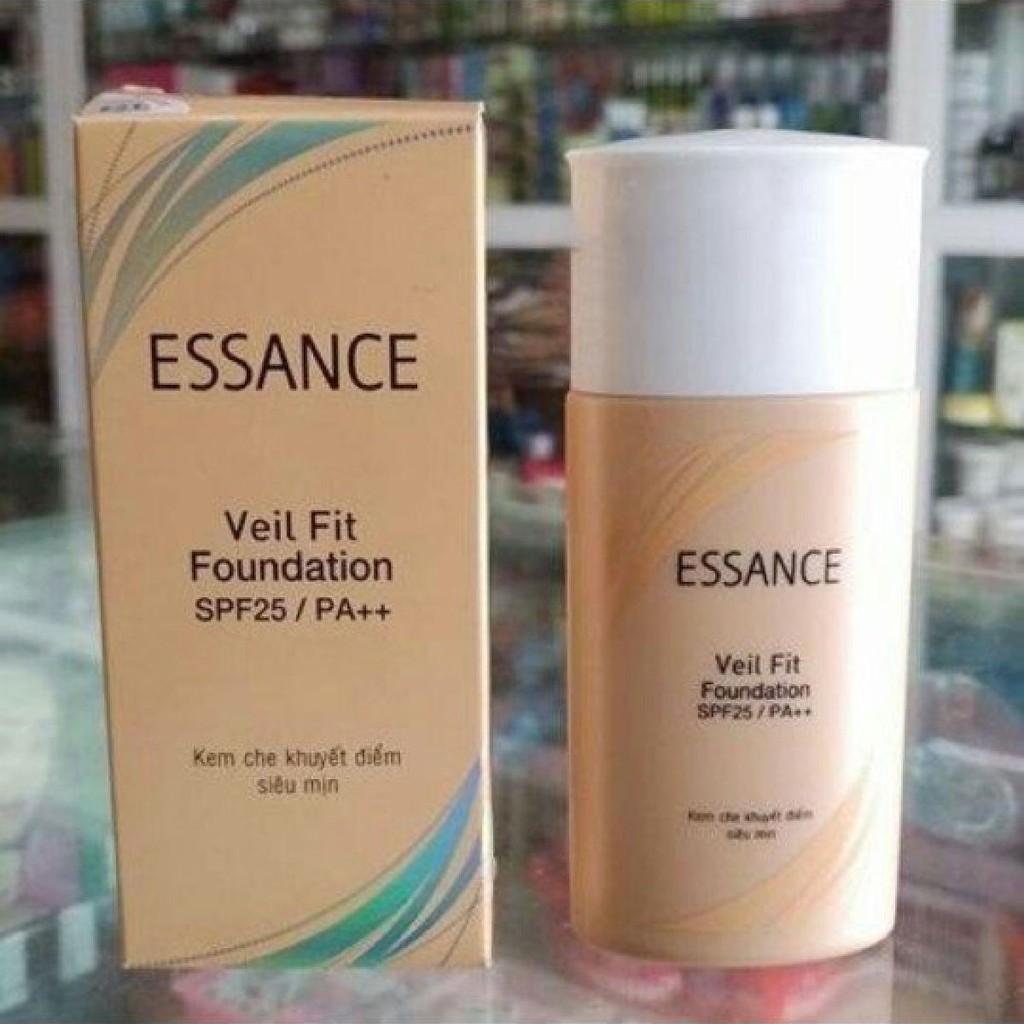 ESSANCE
Veil Fit
Foundation
SPF25 / PA++
Kem che khuyết điểm
siêu mịn
ESSANCE
Veil Fit
Foundation
SPF25 / PA++
Kem che khuyết điểm
siêu mịn